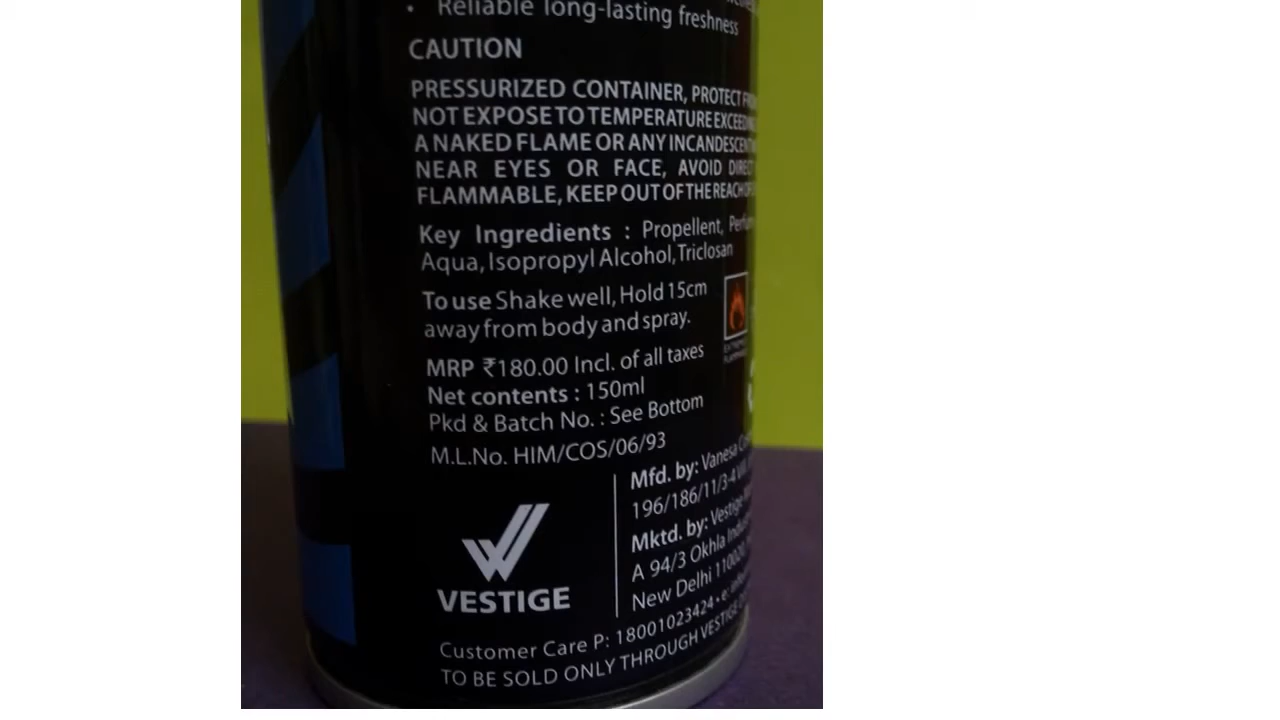 • Reliable long-lasting freshness
CAUTION
PRESSURIZED CONTAINER, PROTECT
NOT EXPOSE TO TEMPERATURE
A NAKED FLAME OR ANY INCANDESCENT
NEAR EYES OR FACE, AVOID DIRECT
FLAMMABLE, KEEP OUT OF THE REACH OF
Key Ingredients : Propellent,
Aqua, Isopropyl Alcohol, Triclosan
To use Shake well, Hold 15cm
away from body and spray.
MRP ₹180.00 Incl. of all taxes
Net contents : 150ml
Pkd & Batch No. : See Bottom
M.L.No. HIM/COS/06/93
Mfd. by: Vanesa
196/186/11/3-4
Mktd. by: Vestige
A 94/3 Okhla
New Delhi 110020,
VESTIGE
Customer Care P: 18001023424 • e:
TO BE SOLD ONLY THROUGH VESTIGE